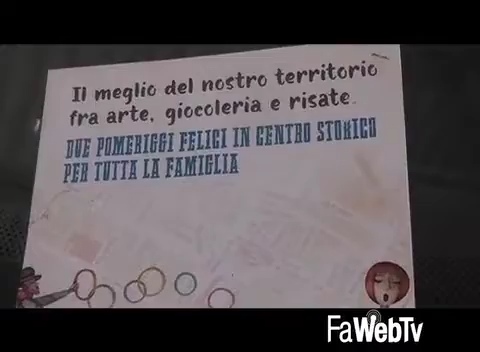 Il meglio del nostro territorio
fra arte, giocoleria e risate.
DUE POMERIGGI FELICI IN CENTRO STORICO
PER TUTTA LA FAMIGLIA
FaWebTv